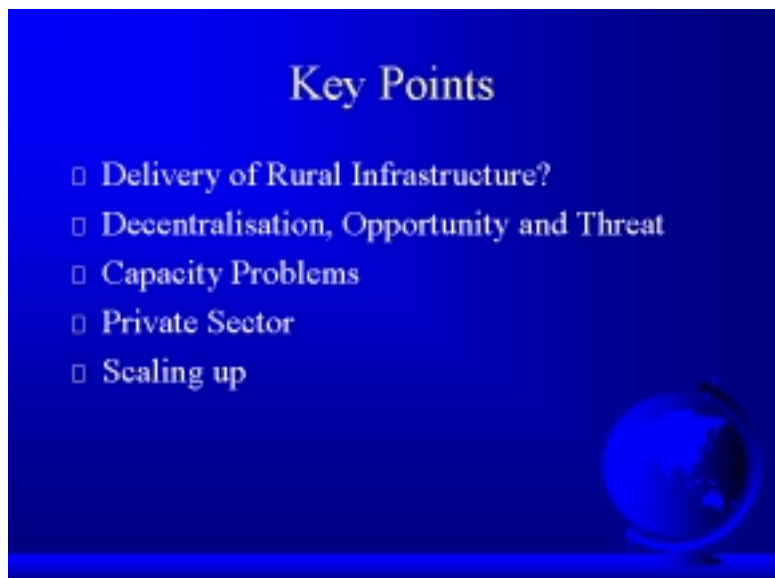 Key Points
Delivery of Rural Infrastructure?
Decentralisation, Opportunity and Threat
Capacity Problems
Private Sector
Scaling up